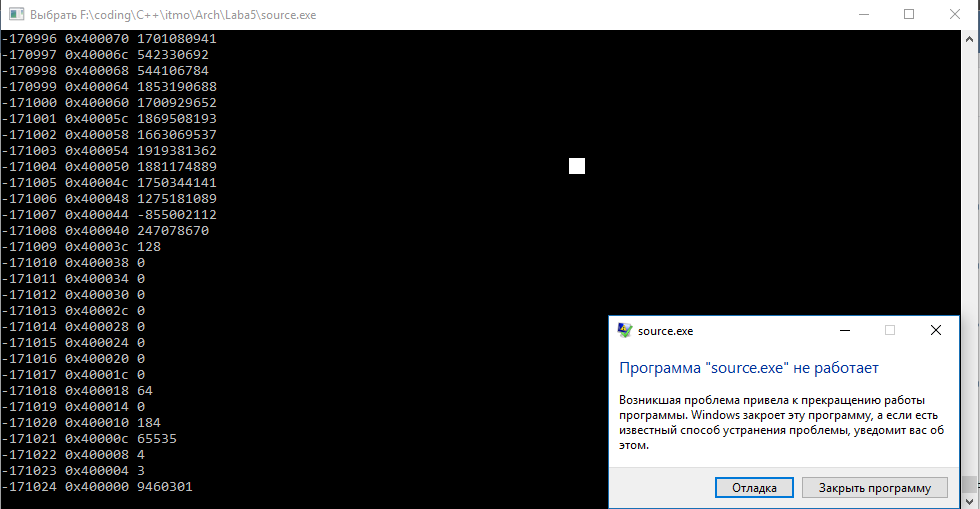 Выбрать F:\coding\C++\itmo\Arch\Laba5\source.exe
-170996 0x400070 1701080941
-170997 0x40006c 542330692
-170998 0x400068 544106784
-170999 0x400064 1853190688
-171000 0x400060 1700929652
-171001 0x40005c 1869508193
-171002 0x400058 1663069537
-171003 0x400054 1919381362
-171004 0x400050 1881174889
-171005 0x40004c 1750344141
-171006 0x400048 1275181089
-171007 0x400044 -855002112
-171008 0x400040 247078670
-171009 0x40003c 128
-171010 0x400038 0
-171011 0x400034 0
-171012 0x400030 0
-171013 0x40002c 0
-171014 0x400028 0
-171015 0x400024 0
-171016 0x400020 0
-171017 0x40001c 0
-171018 0x400018 64
-171019 0x400014 0
-171020 0x400010 184
-171021 0x40000c 65535
-171022 0x400008 4
-171023 0x400004 3
-171024 0x400000 9460301
source.exe
Программа "source.exe" не работает
Возникшая проблема привела к прекращению работы
программы. Windows закроет эту программу, а если есть
известный способ устранения проблемы, уведомит вас об
этом.
Отладка
Закрыть программу